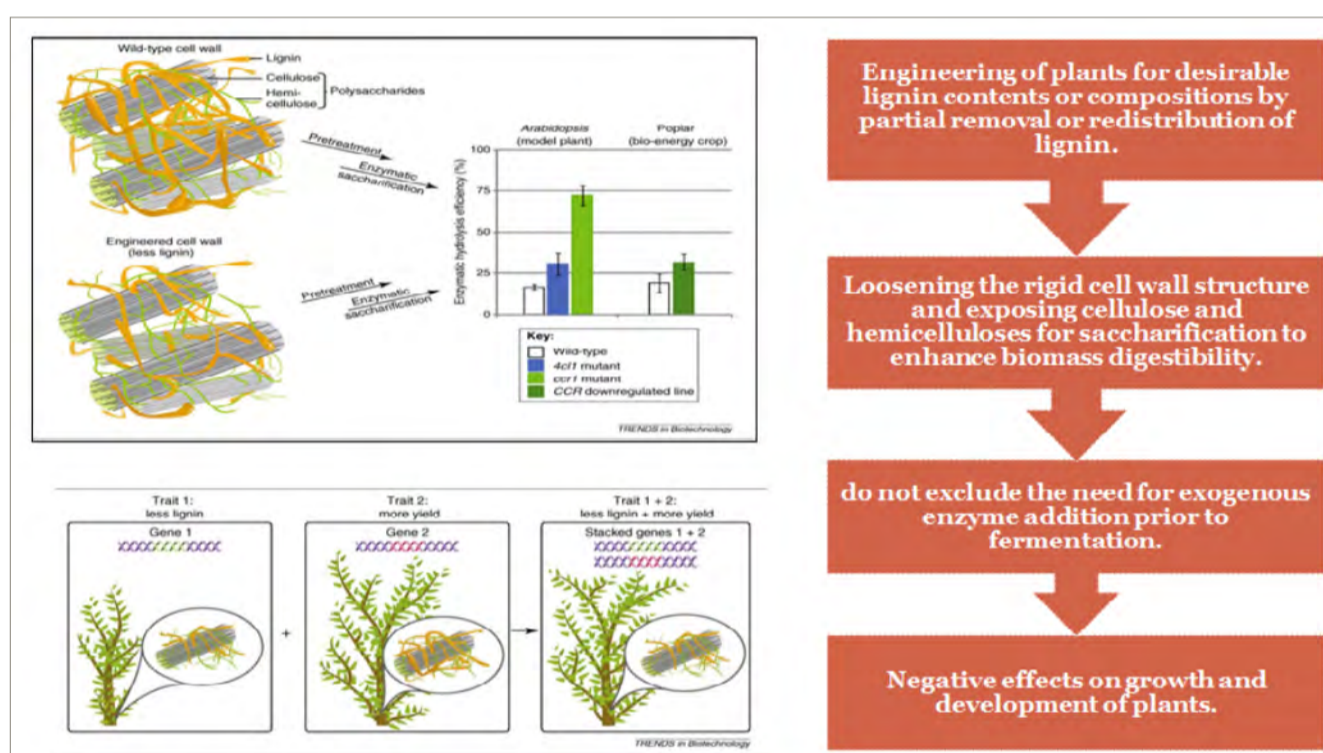 Wild-type cell wall
Lignin
Cellulose
Hemi-
cellulose
Polysaccharides
Pretreatment
Enzymatic
saccharification
Engineered cell wall
(less lignin)
Pretreatment
Enzymatic
saccharification
Arabidopsis
(model plant)
Poplar
(bio-energy crop)
Enzymatic hydrolysis efficiency (%)
100
75
50
25
0
Key:
Wild-type
4cl1 mutant
ccr1 mutant
CCR downregulated line
TRENDS in Biotechnology
Trait 1:
less lignin
Gene 1
+
Trait 2:
more yield
Gene 2
Trait 1 + 2:
less lignin + more yield
Stacked genes 1 + 2
TRENDS in Biotechnology
Engineering of plants for desirable
lignin contents or compositions by
partial removal or redistribution of
lignin.
Loosening the rigid cell wall structure
and exposing cellulose and
hemicelluloses for saccharification to
enhance biomass digestibility.
do not exclude the need for exogenous
enzyme addition prior to
fermentation.
Negative effects on growth and
development of plants.